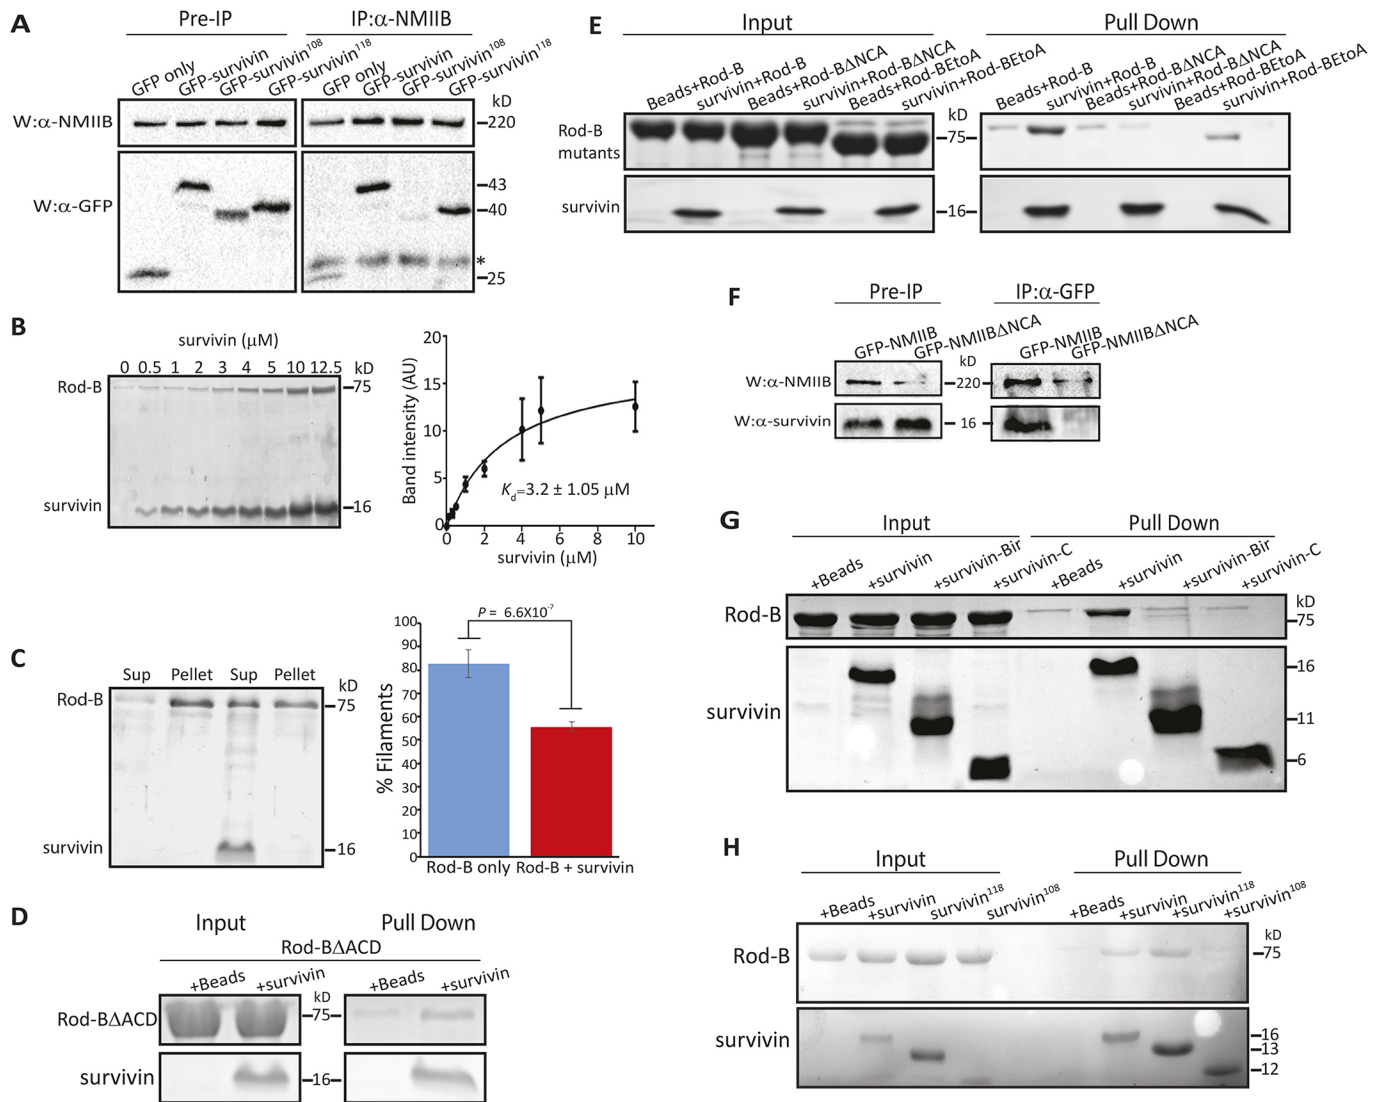 A
Pre-IP
IP:α-NMIIB
GFP only
GFP-survivin
GFP-survivin108
GFP-survivin118
GFP only
GFP-survivin
GFP-survivin108
GFP-survivin118
kD
W:α-NMIIB
220
W:α-GFP
43
40
*
25
B
survivin (μM)
0 0.5 1 2 3 4 5 10 12.5 kD
Rod-B
75
survivin
16
20
15
10
5
0
Band intensity (AU)
Kd=3.2 ± 1.05 μM
0 2 4 6 8 10
survivin (μM)
C
Sup Pellet Sup Pellet
kD
Rod-B
75
survivin
16
P = 6.6X10-7
100
90
80
70
60
50
40
30
20
10
0
% Filaments
Rod-B only
Rod-B + survivin
D
Input
Pull Down
Rod-BΔACD
+Beads
+survivin
+Beads
+survivin
kD
Rod-BΔACD
75
survivin
16
E
Input
Pull Down
Beads+Rod-B
survivin+Rod-B
Beads+Rod-BΔNCA
survivin+Rod-BΔNCA
Beads+Rod-BEtoA
survivin+Rod-BEtoA
Beads+Rod-B
survivin+Rod-B
Beads+Rod-BΔNCA
survivin+Rod-BΔNCA
Beads+Rod-BEtoA
survivin+Rod-BEtoA
kD
Rod-B
mutants
75
survivin
16
F
Pre-IP
IP:α-GFP
GFP-NMIIB
GFP-NMIIBΔNCA
GFP-NMIIB
GFP-NMIIBΔNCA
kD
W:α-NMIIB
220
W:α-survivin
16
G
Input
Pull Down
+Beads
+survivin
+survivin-Bir
+survivin-C
+Beads
+survivin
+survivin-Bir
+survivin-C
kD
Rod-B
75
survivin
16
11
6
H
Input
Pull Down
+Beads
+survivin
survivin118
survivin108
+Beads
+survivin
+survivin118
+survivin108
kD
Rod-B
75
survivin
16
13
12